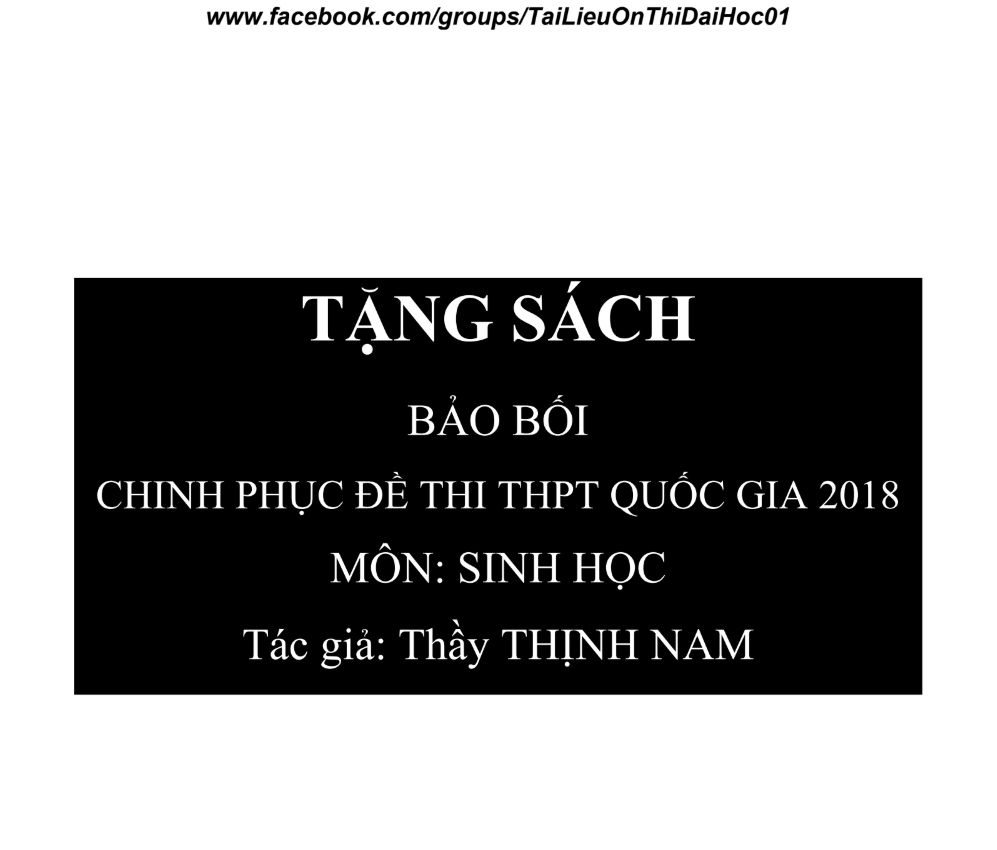 www.facebook.com/groups/TaiLieuOnThiDaiHoc01
TẶNG SÁCH
BẢO BỐI
CHINH PHỤC ĐỀ THI THPT QUỐC GIA 2018
MÔN: SINH HỌC
Tác giả: Thầy THỊNH NAM